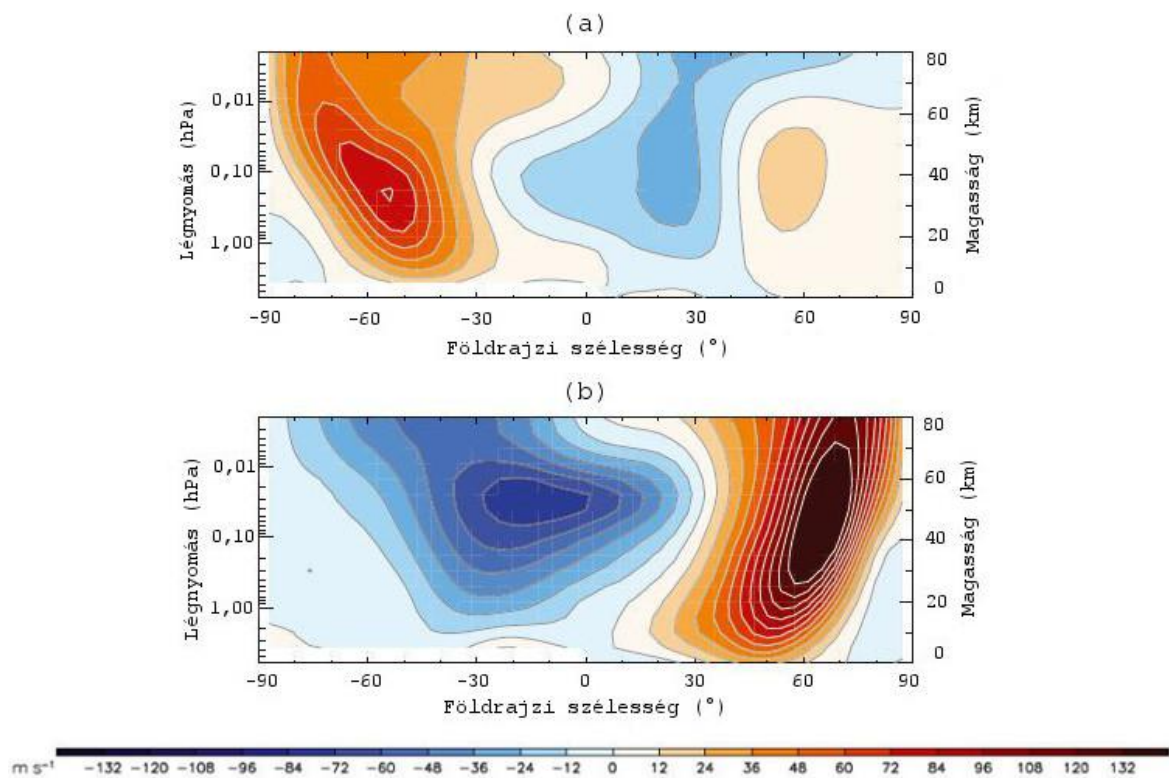 (a)
Légnyomás (hPa)
0,01
0,10
1,00
80
60
40
20
0
Magasság (km)
-90 -60 -30 0 30 60 90
Földrajzi szélesség (°)
(b)
Légnyomás (hPa)
0,01
0,10
1,00
80
60
40
20
0
Magasság (km)
-90 -60 -30 0 30 60 90
Földrajzi szélesség (°)
m s⁻¹ -132 -120 -108 -96 -84 -72 -60 -48 -36 -24 -12 0 12 24 36 48 60 72 84 96 108 120 132